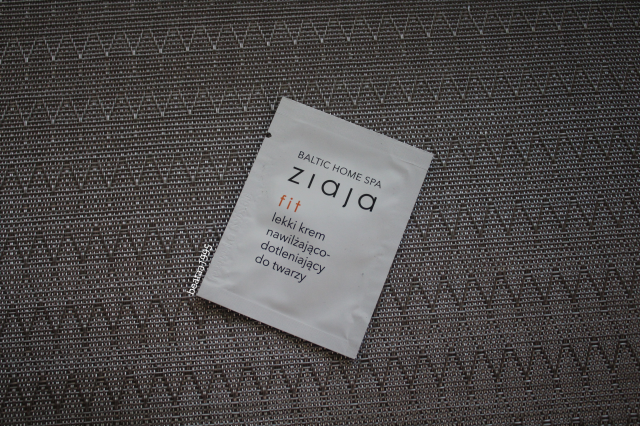 BALTIC HOME SPA
ziaja
fit
lekki krem
nawilżająco-
dotleniający
do twarzy